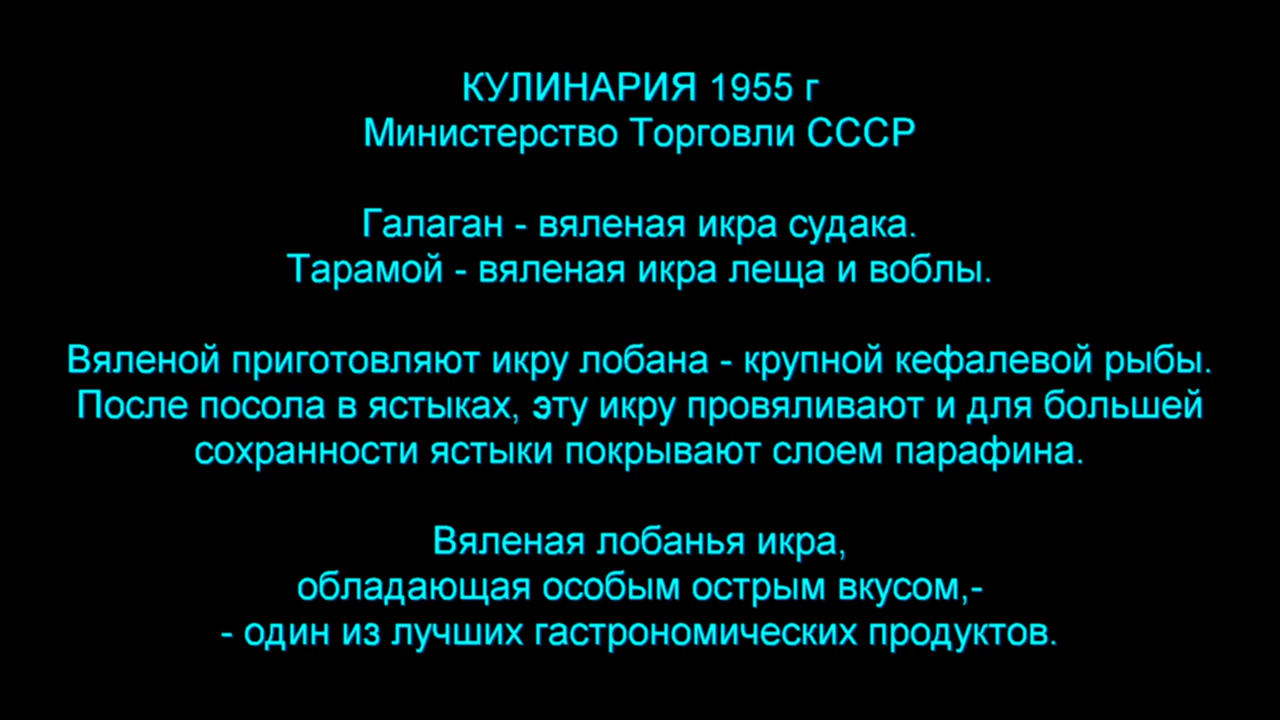 КУЛИНАРИЯ 1955 г
Министерство Торговли СССР
Галаган - вяленая икра судака.
Тарамой - вяленая икра леща и воблы.
Вяленой приготовляют икру лобана - крупной кефалевой рыбы.
После посола в ястыках, эту икру провяливают и для большей
сохранности ястыки покрывают слоем парафина.
Вяленая лобанья икра,
обладающая особым острым вкусом,-
- один из лучших гастрономических продуктов.